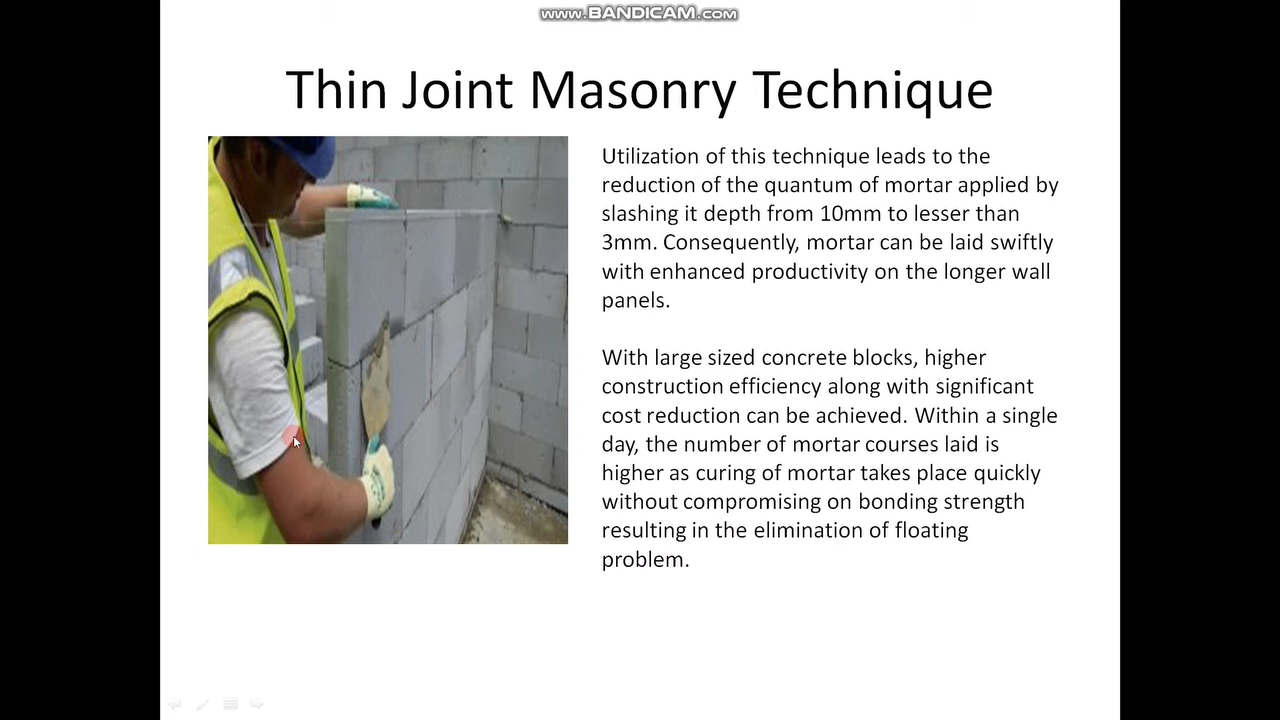 www.BANDICAM.com
Thin Joint Masonry Technique
Utilization of this technique leads to the
reduction of the quantum of mortar applied by
slashing it depth from 10mm to lesser than
3mm. Consequently, mortar can be laid swiftly
with enhanced productivity on the longer wall
panels.
With large sized concrete blocks, higher
construction efficiency along with significant
cost reduction can be achieved. Within a single
day, the number of mortar courses laid is
higher as curing of mortar takes place quickly
without compromising on bonding strength
resulting in the elimination of floating
problem.